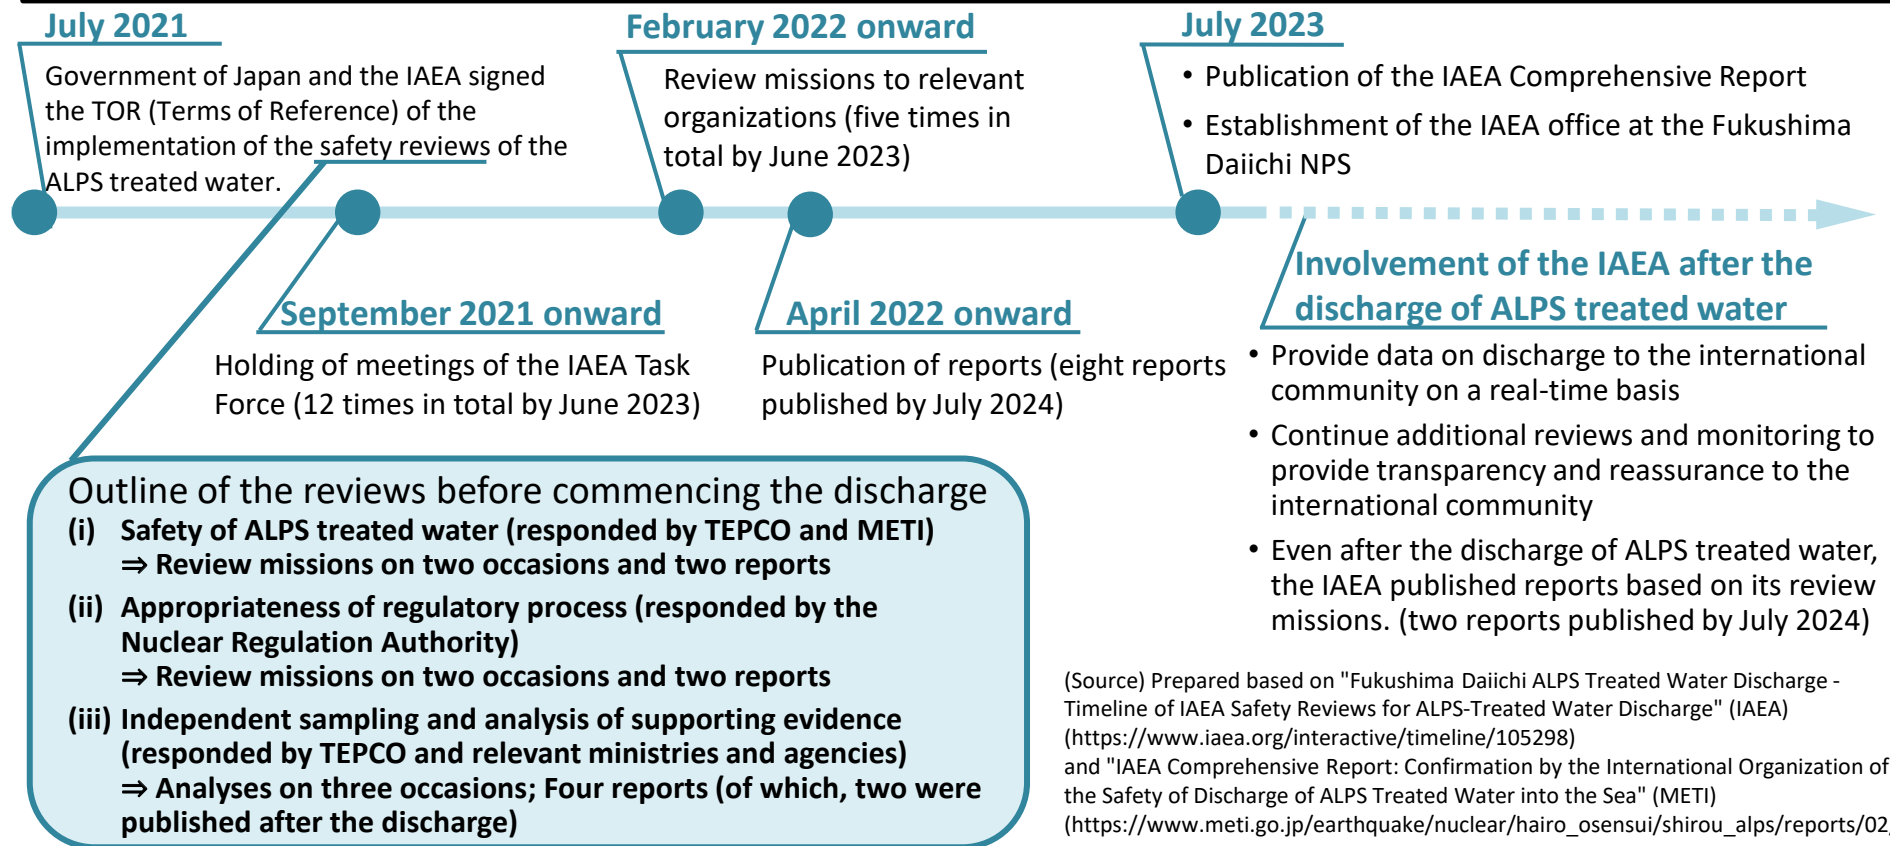 July 2021
Government of Japan and the IAEA signed
the TOR (Terms of Reference) of the
implementation of the safety reviews of the
ALPS treated water.
February 2022 onward
Review missions to relevant
organizations (five times in
total by June 2023)
July 2023
• Publication of the IAEA Comprehensive Report
• Establishment of the IAEA office at the Fukushima
Daiichi NPS
September 2021 onward
Holding of meetings of the IAEA Task
Force (12 times in total by June 2023)
April 2022 onward
Publication of reports (eight reports
published by July 2024)
Involvement of the IAEA after the
discharge of ALPS treated water
• Provide data on discharge to the international
community on a real-time basis
• Continue additional reviews and monitoring to
provide transparency and reassurance to the
international community
• Even after the discharge of ALPS treated water,
the IAEA published reports based on its review
missions. (two reports published by July 2024)
Outline of the reviews before commencing the discharge
(i) Safety of ALPS treated water (responded by TEPCO and METI)
⇒ Review missions on two occasions and two reports
(ii) Appropriateness of regulatory process (responded by the
Nuclear Regulation Authority)
⇒ Review missions on two occasions and two reports
(iii) Independent sampling and analysis of supporting evidence
(responded by TEPCO and relevant ministries and agencies)
⇒ Analyses on three occasions; Four reports (of which, two were
published after the discharge)
(Source) Prepared based on "Fukushima Daiichi ALPS Treated Water Discharge -
Timeline of IAEA Safety Reviews for ALPS-Treated Water Discharge" (IAEA)
(https://www.iaea.org/interactive/timeline/105298)
and "IAEA Comprehensive Report: Confirmation by the International Organization of
the Safety of Discharge of ALPS Treated Water into the Sea" (METI)
(https://www.meti.go.jp/earthquake/nuclear/hairo_osensui/shirou_alps/reports/02/